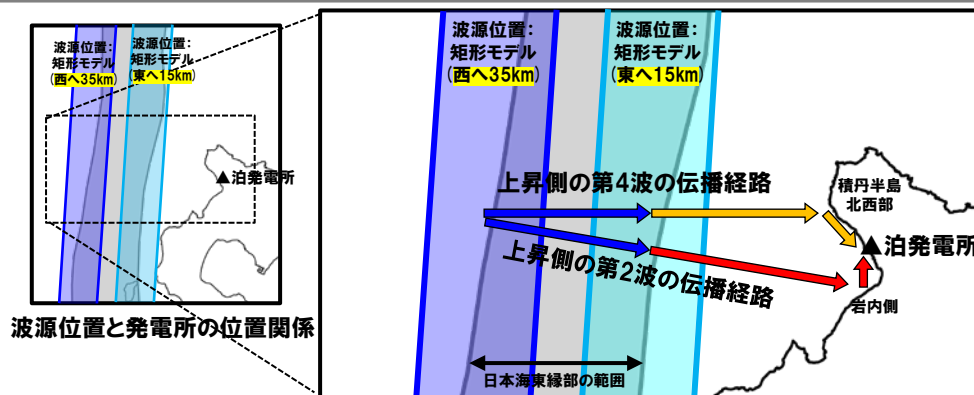 波源位置:
矩形モデル
(西へ35km)
波源位置:
矩形モデル
(東へ15km)
▲泊発電所
波源位置と発電所の位置関係
波源位置:
矩形モデル
(西へ35km)
波源位置:
矩形モデル
(東へ15km)
上昇側の第4波の伝播経路
上昇側の第2波の伝播経路
積丹半島
北西部
▲泊発電所
岩内側
日本海東縁部の範囲